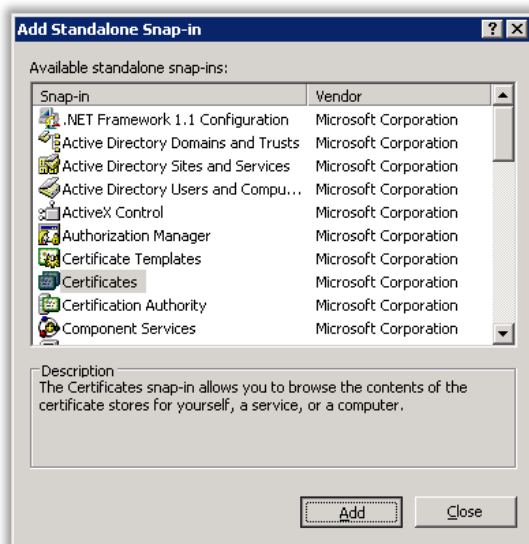 Add Standalone Snap-in
Available standalone snap-ins:
Snap-in Vendor
.NET Framework 1.1 Configuration Microsoft Corporation
Active Directory Domains and Trusts Microsoft Corporation
Active Directory Sites and Services Microsoft Corporation
Active Directory Users and Compu... Microsoft Corporation
ActiveX Control Microsoft Corporation
Authorization Manager Microsoft Corporation
Certificate Templates Microsoft Corporation
Certificates Microsoft Corporation
Certification Authority Microsoft Corporation
Component Services Microsoft Corporation
Description
The Certificates snap-in allows you to browse the contents of the
certificate stores for yourself, a service, or a computer.
Add Close